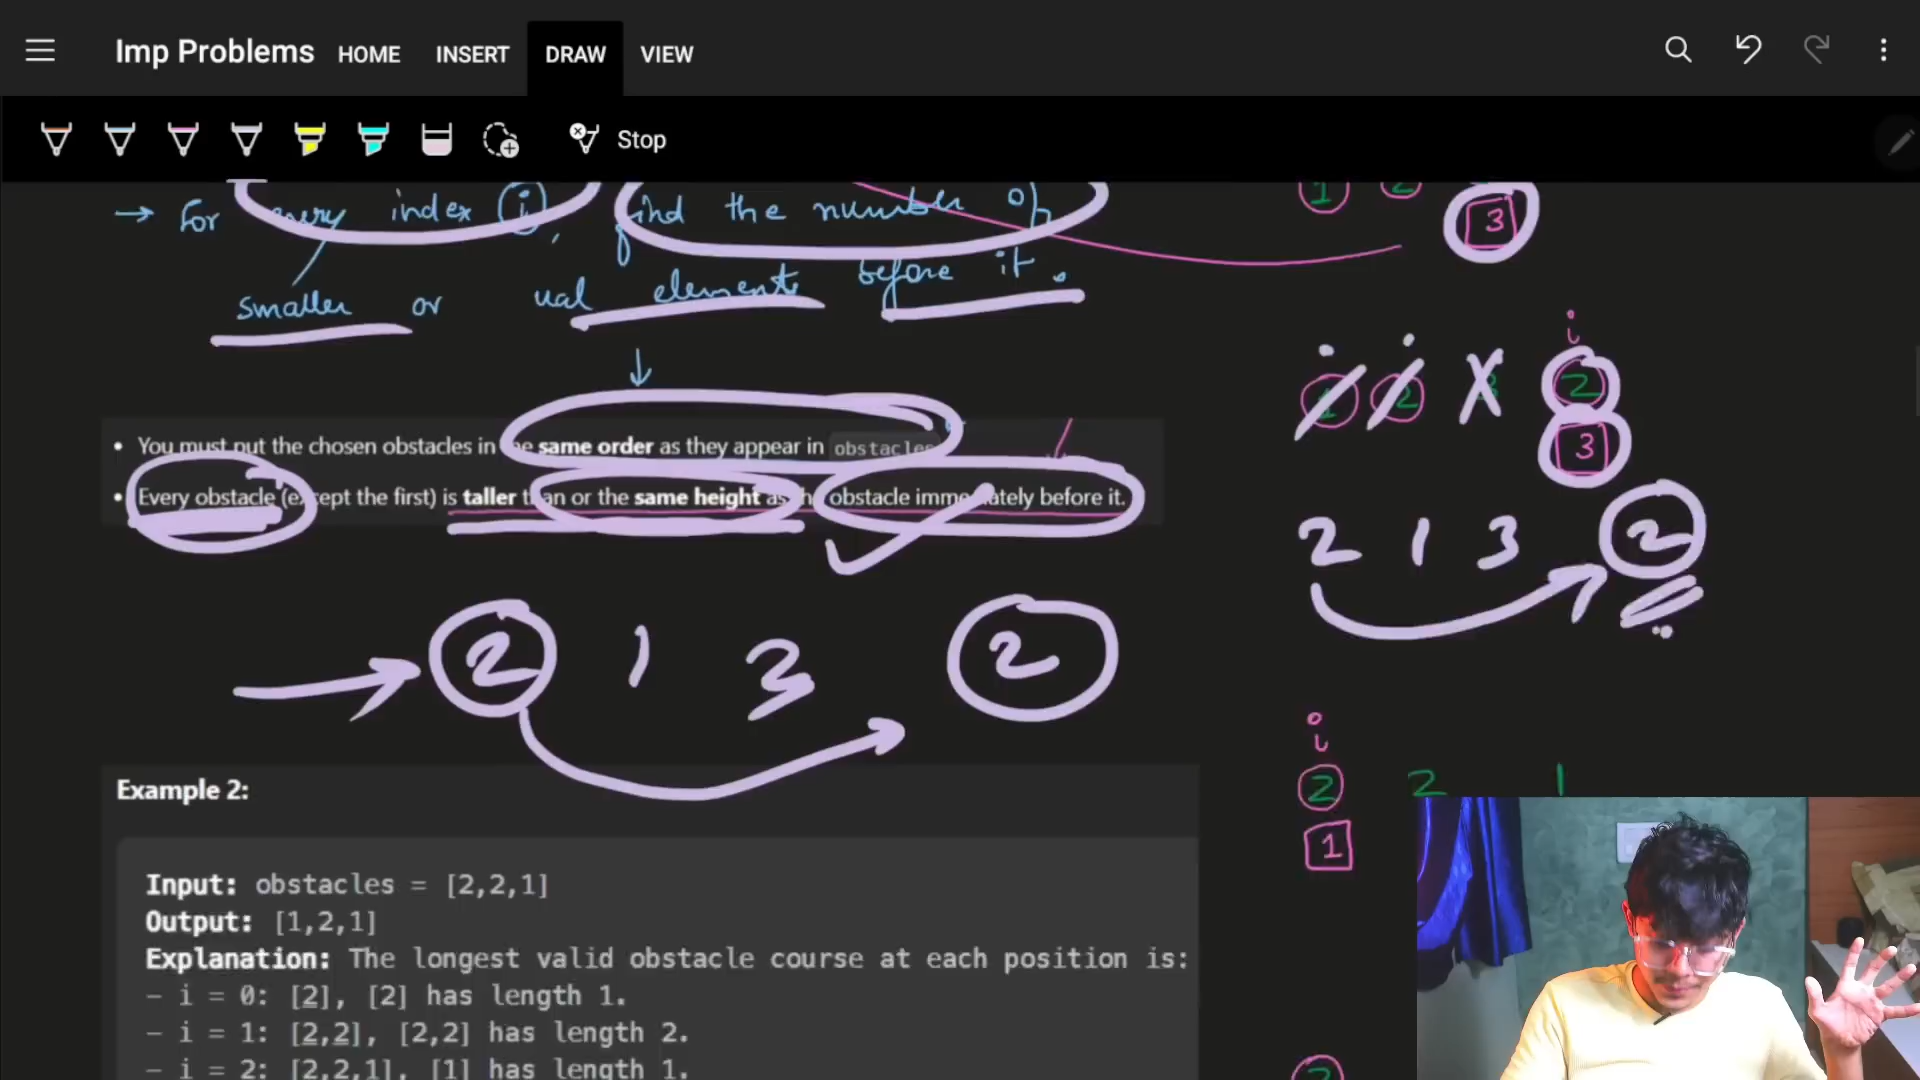 Imp Problems HOME INSERT DRAW VIEW
Stop
→ for every index i, find the number of
smaller or ual elements before it.
• You must put the chosen obstacles in the same order as they appear in obstacles
• Every obstacle (except the first) is taller than or the same height as the obstacle immediately before it.
2 1 3 2
Example 2:
Input: obstacles = [2,2,1]
Output: [1,2,1]
Explanation: The longest valid obstacle course at each position is:
- i = 0: [2], [2] has length 1.
- i = 1: [2,2], [2,2] has length 2.
- i = 2: [2,2,1], [1] has length 1.
1 2
3
i
1 2 2
3
2 1 3 2
i
2 2 1
1